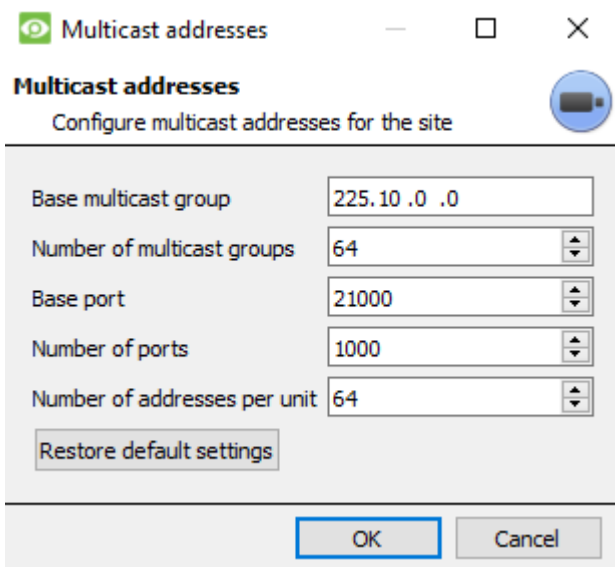 Multicast addresses
Multicast addresses
Configure multicast addresses for the site
Base multicast group 225.10 .0 .0
Number of multicast groups 64
Base port 21000
Number of ports 1000
Number of addresses per unit 64
Restore default settings
OK Cancel